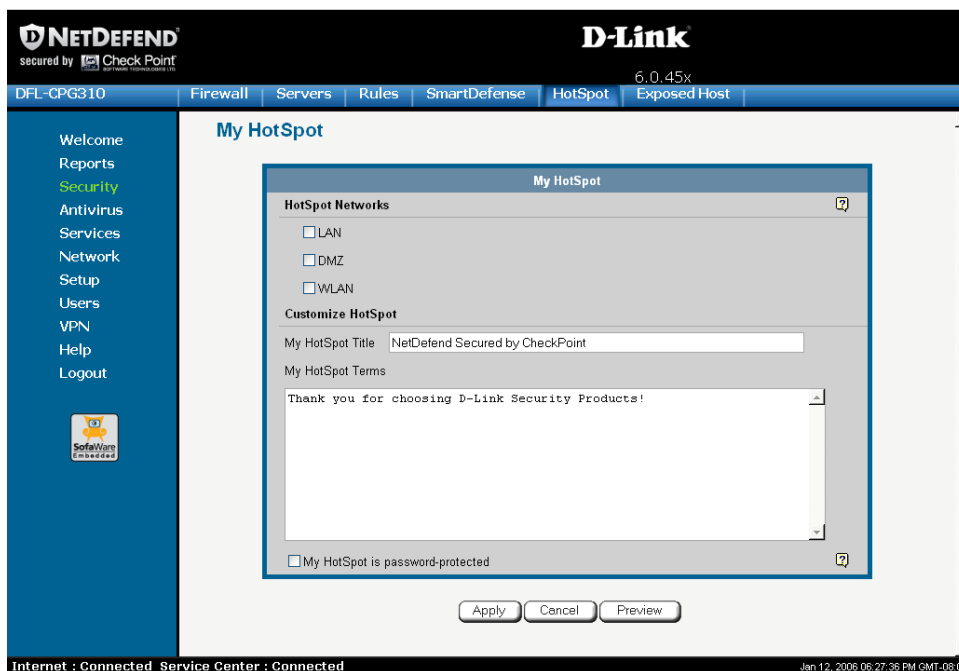 NETDEFEND
secured by Check Point
SOFTWARE TECHNOLOGIES LTD.
D-Link
6.0.45x
DFL-CPG310
Firewall | Servers | Rules | SmartDefense | HotSpot | Exposed Host |
Welcome
Reports
Security
Antivirus
Services
Network
Setup
Users
VPN
Help
Logout
SofaWare
Embedded
My HotSpot
My HotSpot
HotSpot Networks
?
LAN
DMZ
WLAN
Customize HotSpot
My HotSpot Title NetDefend Secured by CheckPoint
My HotSpot Terms
Thank you for choosing D-Link Security Products!
My HotSpot is password-protected
?
Apply Cancel Preview
Internet : Connected Service Center : Connected
Jan 12, 2006 06:27:36 PM GMT-08:0